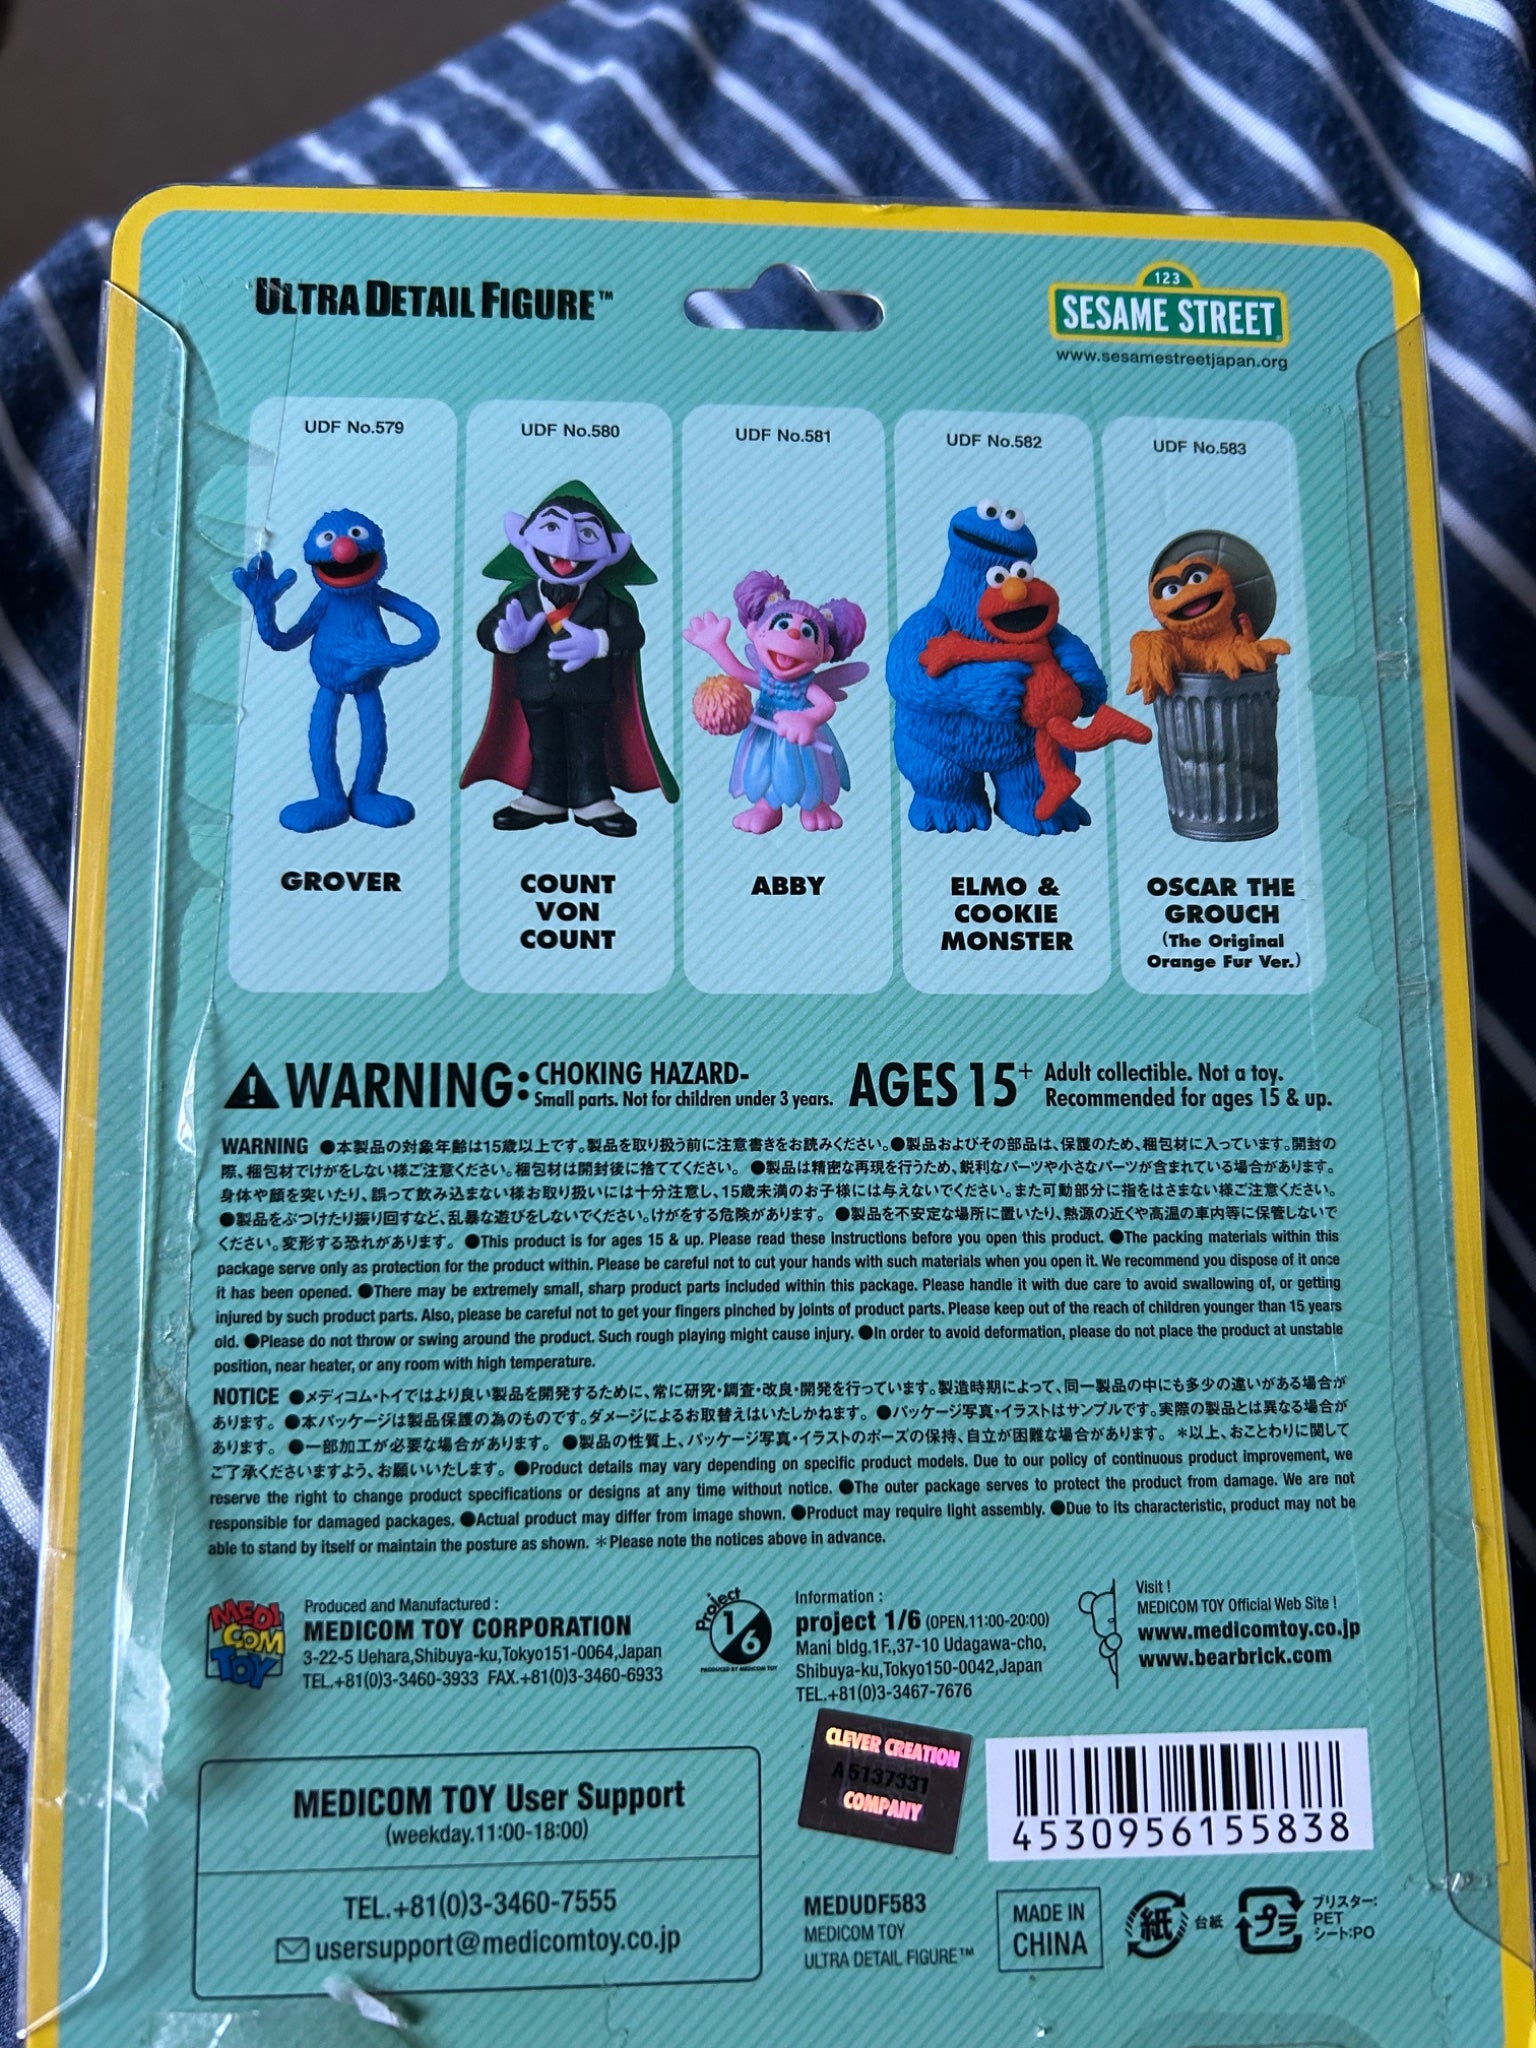 ULTRA DETAIL FIGURE™
123
SESAME STREET
www.sesamestreetjapan.org
UDF No.579
UDF No.580
UDF No.581
UDF No.582
UDF No.583
GROVER
COUNT
VON
COUNT
ABBY
ELMO &
COOKIE
MONSTER
OSCAR THE
GROUCH
(The Original
Orange Fur Ver.)
WARNING: CHOKING HAZARD-
Small parts. Not for children under 3 years.
AGES 15+ Adult collectible. Not a toy.
Recommended for ages 15 & up.
WARNING ●本製品の対象年齢は15歳以上です。製品を取り扱う前に注意書きをお読みください。●製品およびその部品は、保護のため、梱包材に入っています。開封の
際、梱包材でけがをしない様ご注意ください。梱包材は開封後に捨ててください。 ●製品は精密な再現を行うため、鋭利なパーツや小さなパーツが含まれている場合があります。
身体や顔を突いたり、誤って飲み込まない様お取り扱いには十分注意し、15歳未満のお子様には与えないでください。また可動部分に指をはさまない様ご注意ください。
●製品をぶつけたり振り回すなど、乱暴な遊びをしないでください。けがをする危険があります。 ●製品を不安定な場所に置いたり、熱源の近くや高温の車内等に保管しないで
ください。変形する恐れがあります。 ●This product is for ages 15 & up. Please read these instructions before you open this product. ●The packing materials within this
package serve only as protection for the product within. Please be careful not to cut your hands with such materials when you open it. We recommend you dispose of it once
it has been opened. ●There may be extremely small, sharp product parts included within this package. Please handle it with due care to avoid swallowing of, or getting
injured by such product parts. Also, please be careful not to get your fingers pinched by joints of product parts. Please keep out of the reach of children younger than 15 years
old. ●Please do not throw or swing around the product. Such rough playing might cause injury. ●In order to avoid deformation, please do not place the product at unstable
position, near heater, or any room with high temperature.
NOTICE ●メディコム・トイではより良い製品を開発するために、常に研究・調査・改良・開発を行っています。製造時期によって、同一製品の中にも多少の違いがある場合が
あります。 ●本パッケージは製品保護の為のものです。ダメージによるお取替えはいたしかねます。 ●パッケージ写真・イラストはサンプルです。実際の製品とは異なる場合が
あります。 ●一部加工が必要な場合があります。 ●製品の性質上、パッケージ写真・イラストのポーズの保持、自立が困難な場合があります。 ＊以上、おことわりに関して
ご了承くださいますよう、お願いいたします。 ●Product details may vary depending on specific product models. Due to our policy of continuous product improvement, we
reserve the right to change product specifications or designs at any time without notice. ●The outer package serves to protect the product from damage. We are not
responsible for damaged packages. ●Actual product may differ from image shown. ●Product may require light assembly. ●Due to its characteristic, product may not be
able to stand by itself or maintain the posture as shown. ＊Please note the notices above in advance.
MEDI
COM
TOY
Produced and Manufactured :
MEDICOM TOY CORPORATION
3-22-5 Uehara,Shibuya-ku,Tokyo151-0064,Japan
TEL.+81(0)3-3460-3933 FAX.+81(0)3-3460-6933
Project
1/6
PRODUCED BY MEDICOM TOY
Information :
project 1/6 (OPEN,11:00-20:00)
Mani bldg.1F.,37-10 Udagawa-cho,
Shibuya-ku,Tokyo150-0042,Japan
TEL.+81(0)3-3467-7676
Visit !
MEDICOM TOY Official Web Site !
www.medicomtoy.co.jp
www.bearbrick.com
MEDICOM TOY User Support
(weekday.11:00-18:00)
TEL.+81(0)3-3460-7555
usersupport@medicomtoy.co.jp
CLEVER CREATION
A 5137331
COMPANY
4530956155838
MEDUDF583
MEDICOM TOY
ULTRA DETAIL FIGURE™
MADE IN
CHINA
紙
台紙
プラ
ブリスター:
PET
シート:PO